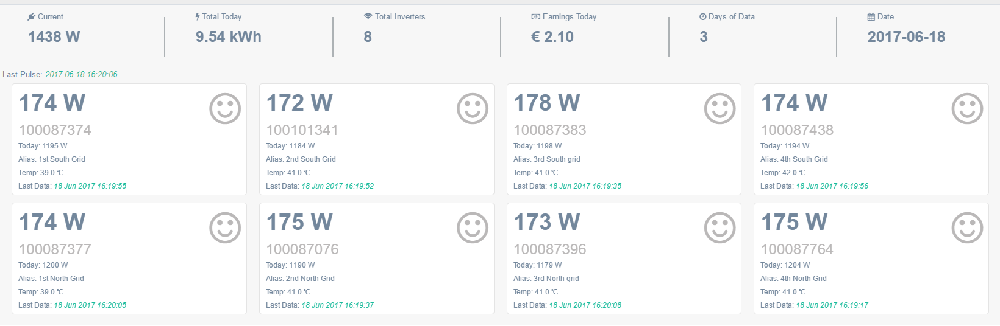 Current
1438 W
Total Today
9.54 kWh
Total Inverters
8
Earnings Today
€ 2.10
Days of Data
3
Date
2017-06-18
Last Pulse: 2017-06-18 16:20:06
174 W
100087374
Today: 1195 W
Alias: 1st South Grid
Temp: 39.0 ℃
Last Data: 18 Jun 2017 16:19:55
172 W
100101341
Today: 1184 W
Alias: 2nd South Grid
Temp: 41.0 ℃
Last Data: 18 Jun 2017 16:19:52
178 W
100087383
Today: 1198 W
Alias: 3rd South grid
Temp: 41.0 ℃
Last Data: 18 Jun 2017 16:19:35
174 W
100087438
Today: 1194 W
Alias: 4th South Grid
Temp: 42.0 ℃
Last Data: 18 Jun 2017 16:19:56
174 W
100087377
Today: 1200 W
Alias: 1st North Grid
Temp: 39.0 ℃
Last Data: 18 Jun 2017 16:20:05
175 W
100087076
Today: 1190 W
Alias: 2nd North Grid
Temp: 41.0 ℃
Last Data: 18 Jun 2017 16:19:37
173 W
100087396
Today: 1179 W
Alias: 3rd North grid
Temp: 41.0 ℃
Last Data: 18 Jun 2017 16:20:08
175 W
100087764
Today: 1204 W
Alias: 4th North Grid
Temp: 41.0 ℃
Last Data: 18 Jun 2017 16:19:17